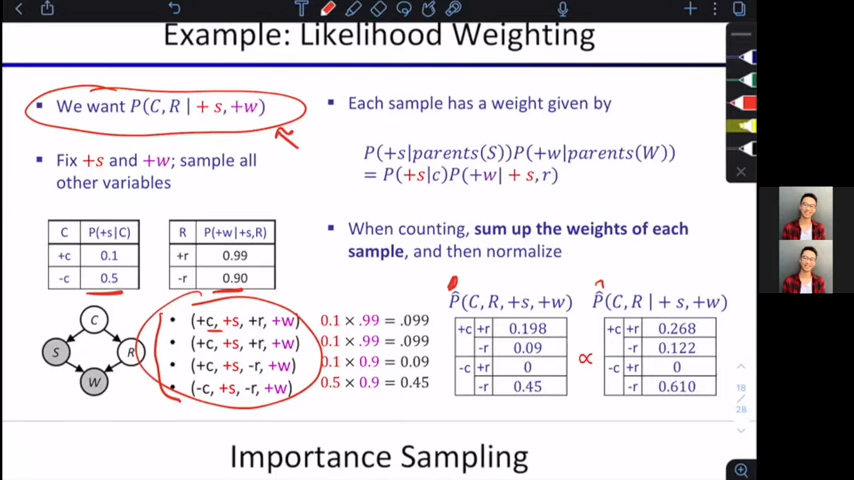 Example: Likelihood Weighting
▪ We want P(C, R | + s, +w)
▪ Fix +s and +w; sample all
other variables
C P(+s|C)
+c 0.1
-c 0.5
R P(+w|+s,R)
+r 0.99
-r 0.90
C
S
R
W
• (+c, +s, +r, +w) 0.1 × .99 = .099
• (+c, +s, +r, +w) 0.1 × .99 = .099
• (+c, +s, -r, +w) 0.1 × 0.9 = 0.09
• (-c, +s, -r, +w) 0.5 × 0.9 = 0.45
▪ Each sample has a weight given by
P(+s|parents(S))P(+w|parents(W))
= P(+s|c)P(+w| + s, r)
▪ When counting, sum up the weights of each
sample, and then normalize
P̂(C, R, +s, +w)
+c +r 0.198
-r 0.09
-c +r 0
-r 0.45
∝
P̂(C, R | + s, +w)
+c +r 0.268
-r 0.122
-c +r 0
-r 0.610
18
/
28
Importance Sampling